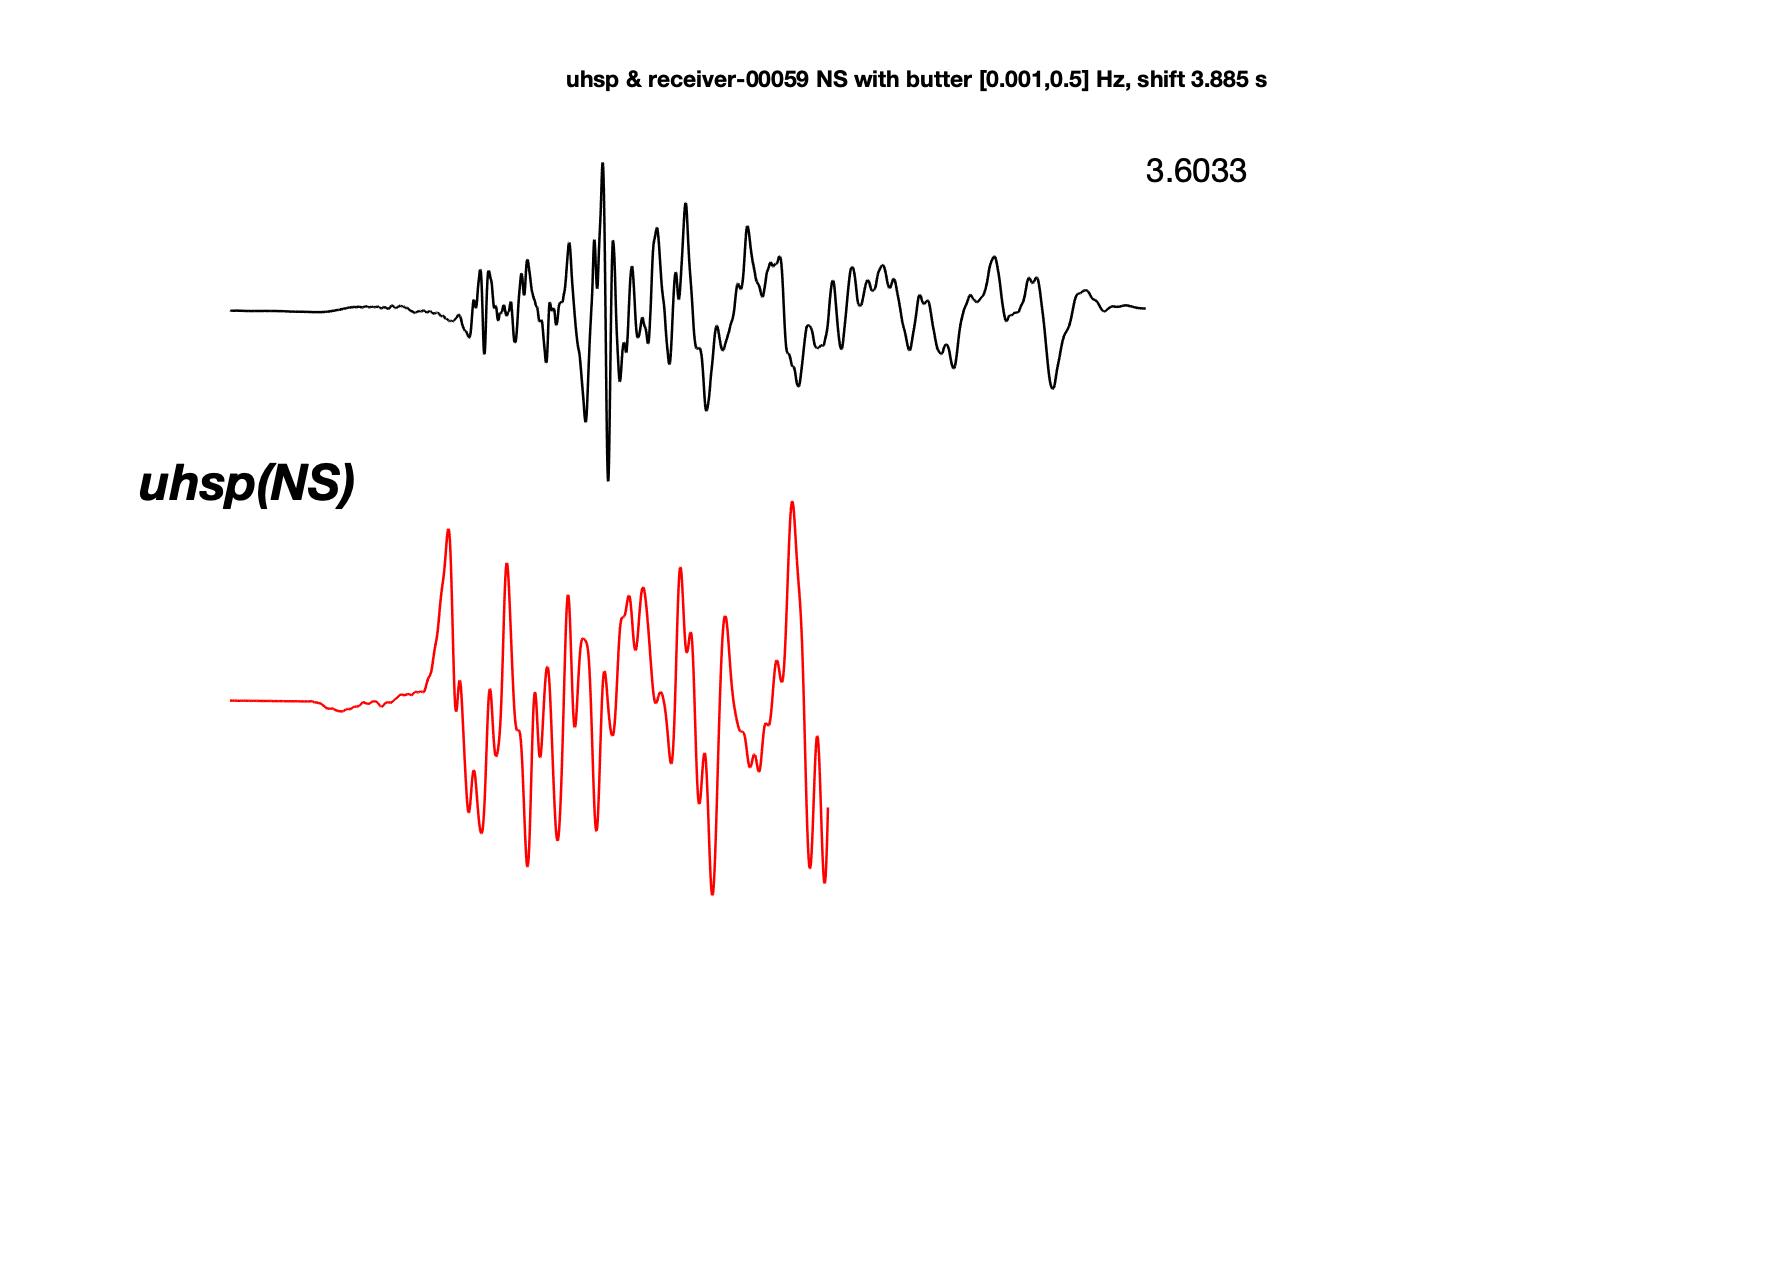 uhsp & receiver-00059 NS with butter [0.001,0.5] Hz, shift 3.885 s
3.6033
uhsp(NS)